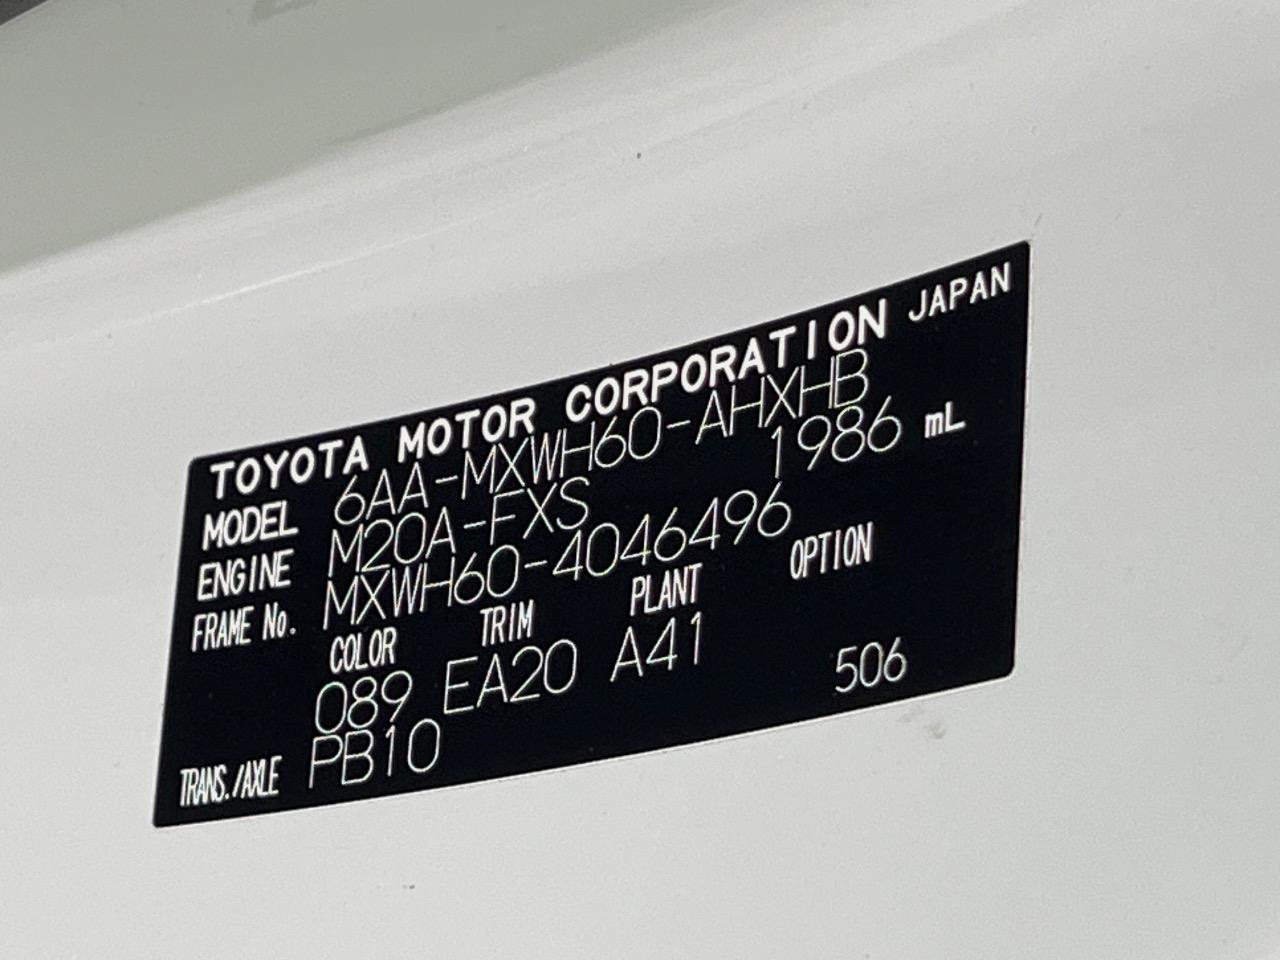 TOYOTA MOTOR CORPORATION JAPAN
MODEL 6AA-MXWH60-AHXHB
ENGINE M20A-FXS 1986 mL
FRAME No. MXWH60-4046496
COLOR TRIM PLANT OPTION
089 EA20 A41 506
TRANS./AXLE PB10